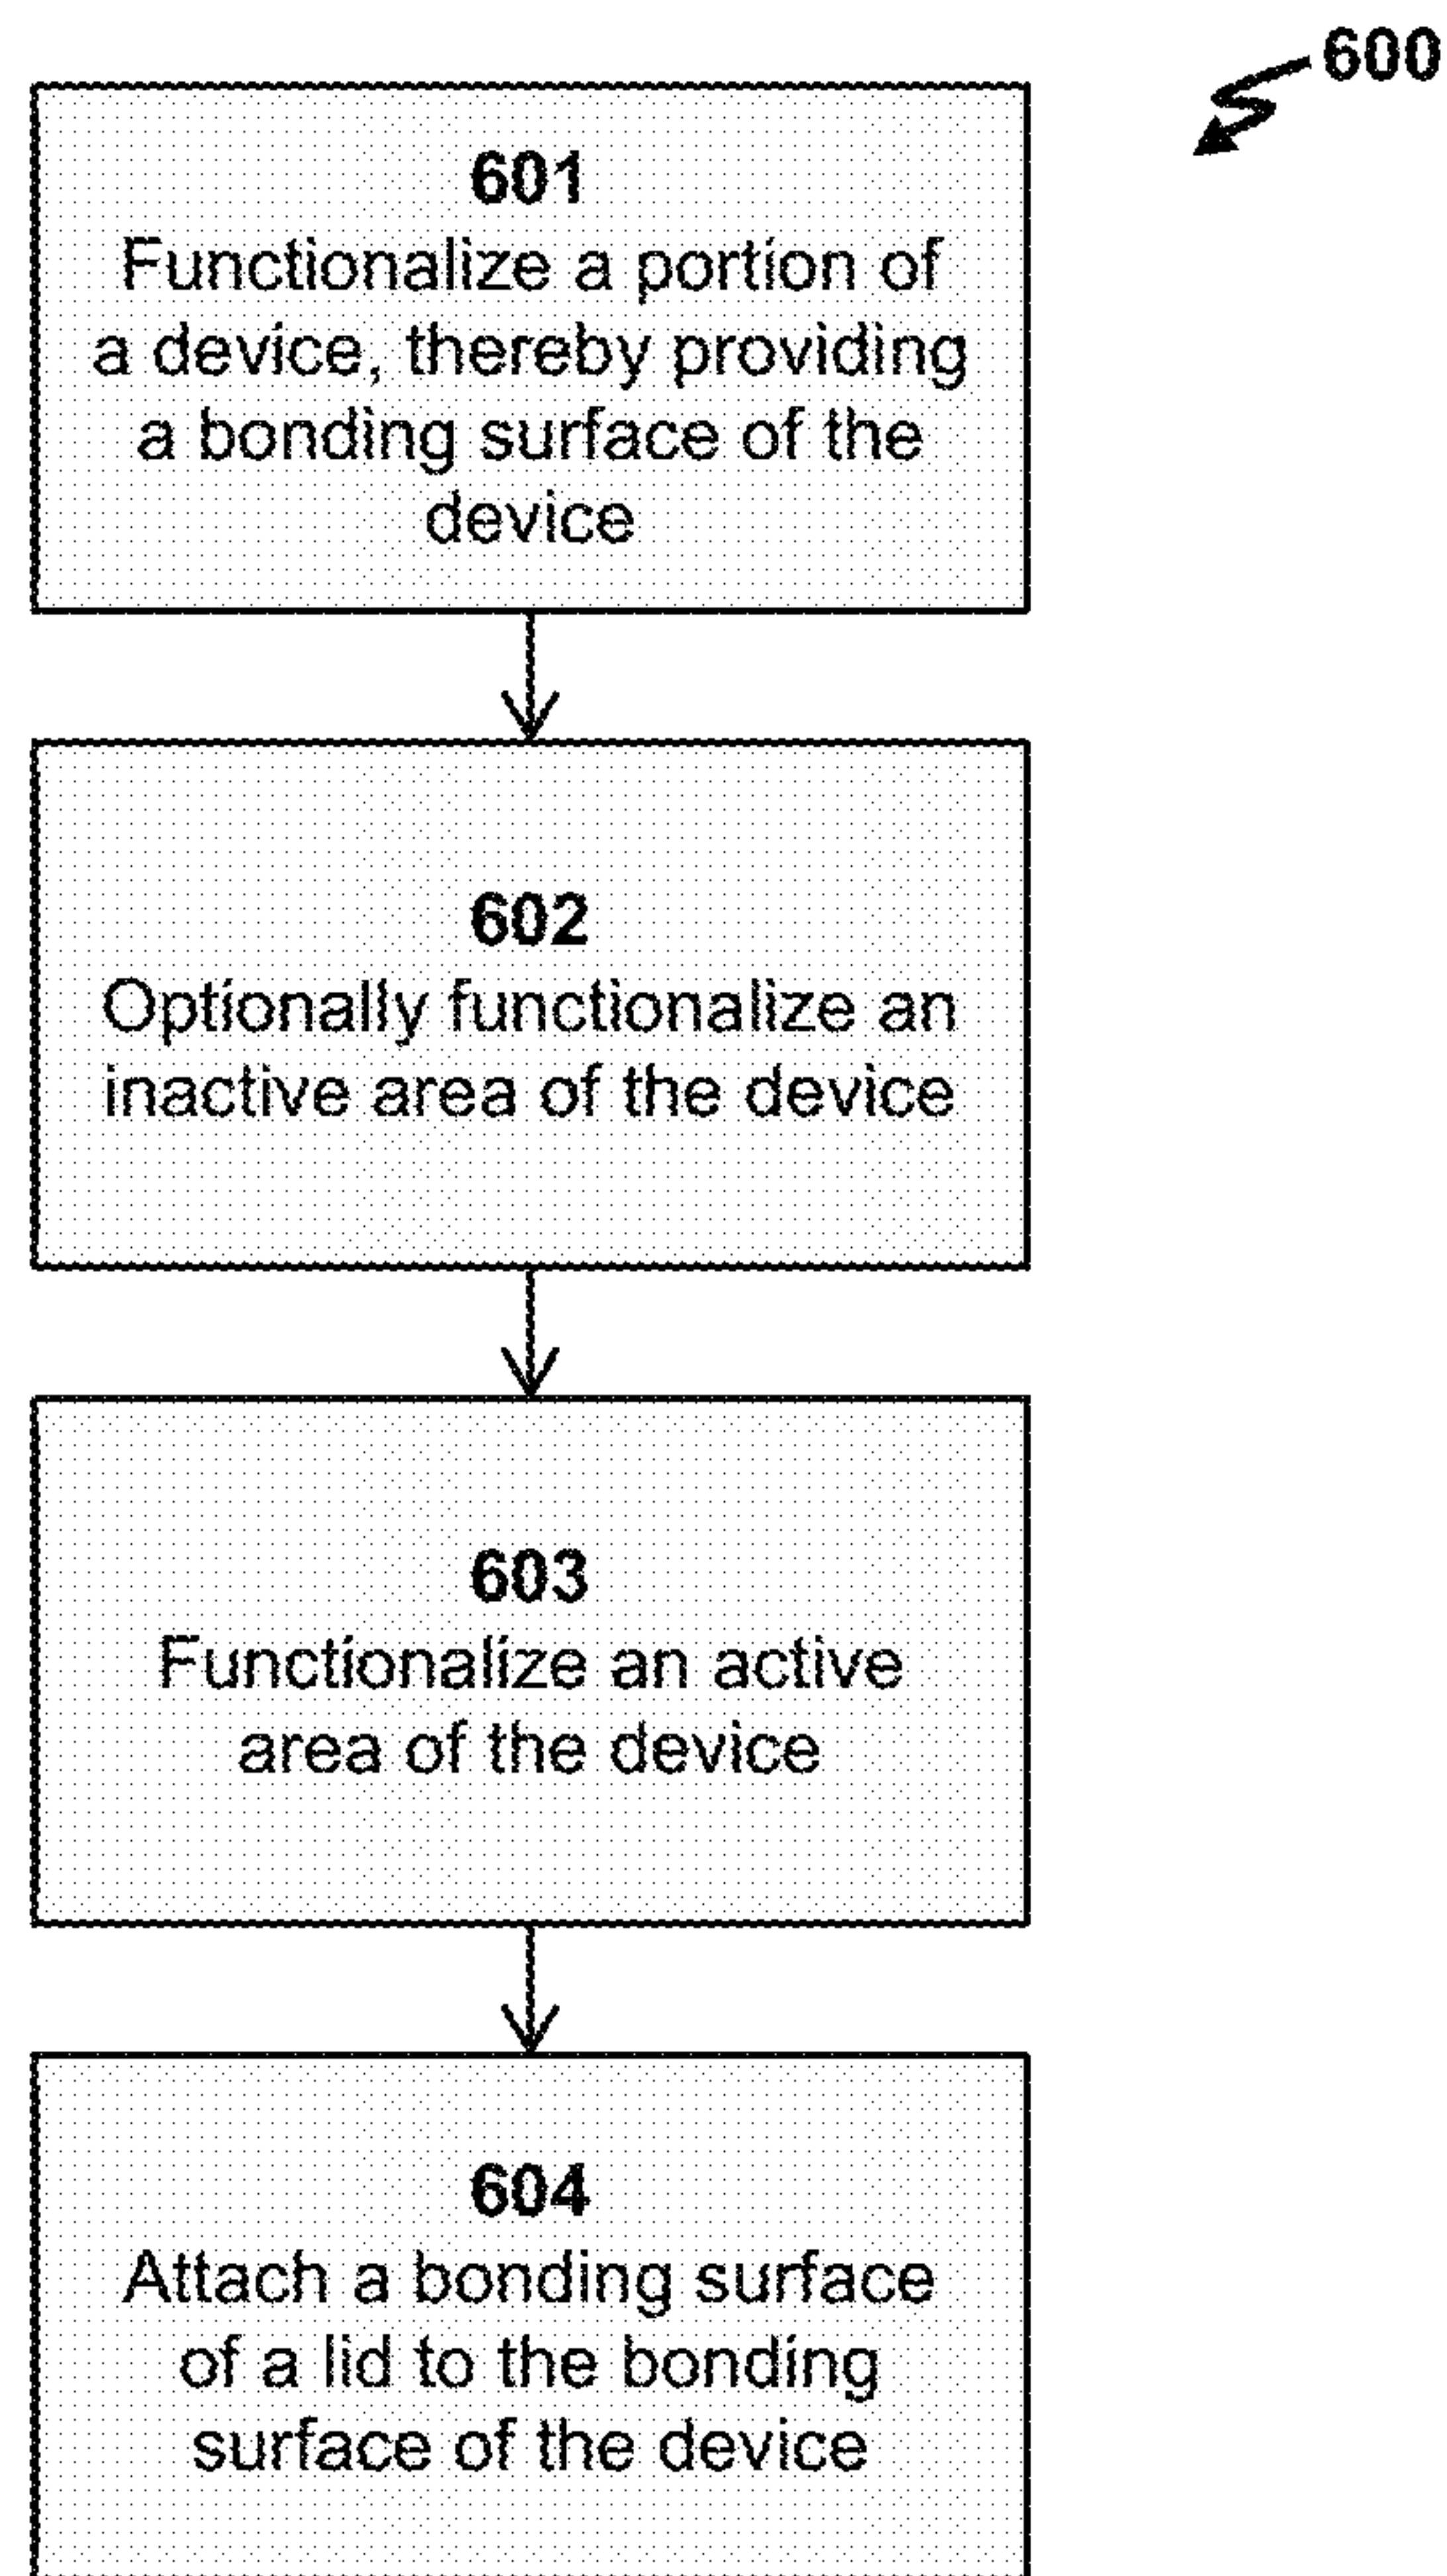 600
601
Functionalize a portion of
a device, thereby providing
a bonding surface of the
device
602
Optionally functionalize an
inactive area of the device
603
Functionalize an active
area of the device
604
Attach a bonding surface
of a lid to the bonding
surface of the device